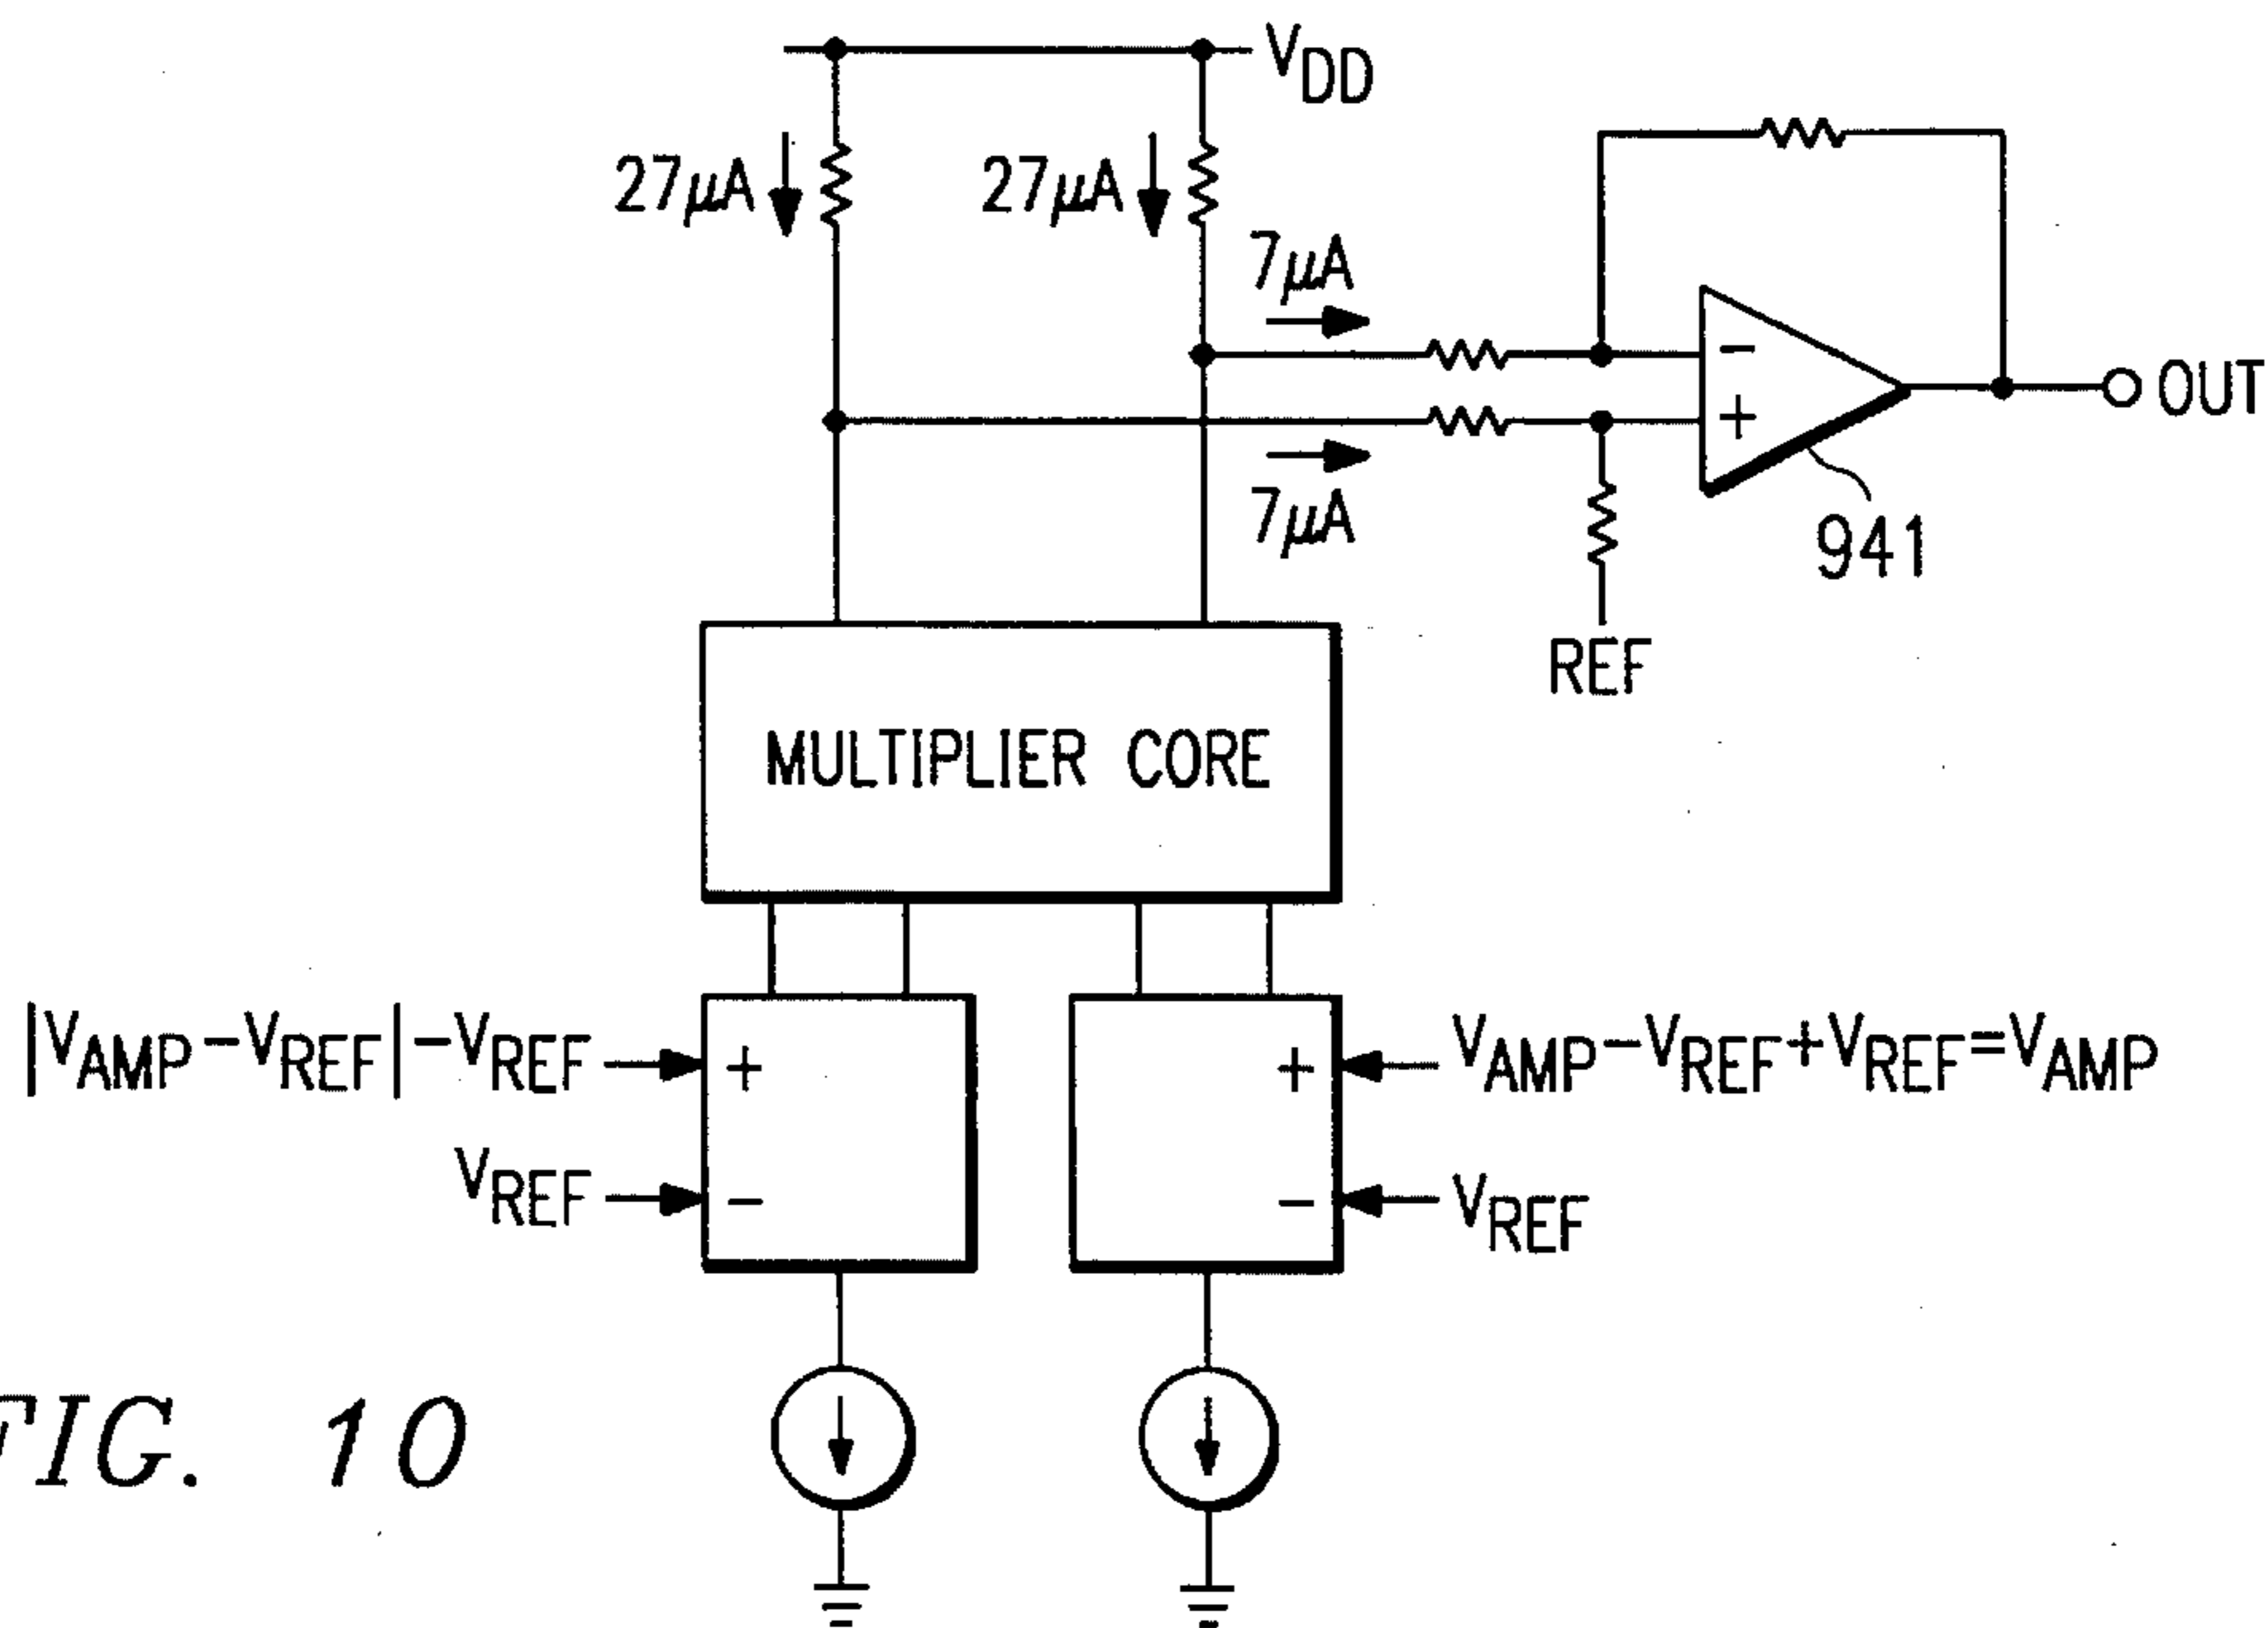 VDD
27μA
27μA
7μA
-
+
OUT
7μA
941
REF
MULTIPLIER CORE
|VAMP-VREF|-VREF
+
+
VAMP-VREF+VREF=VAMP
VREF
-
-
VREF
FIG. 10